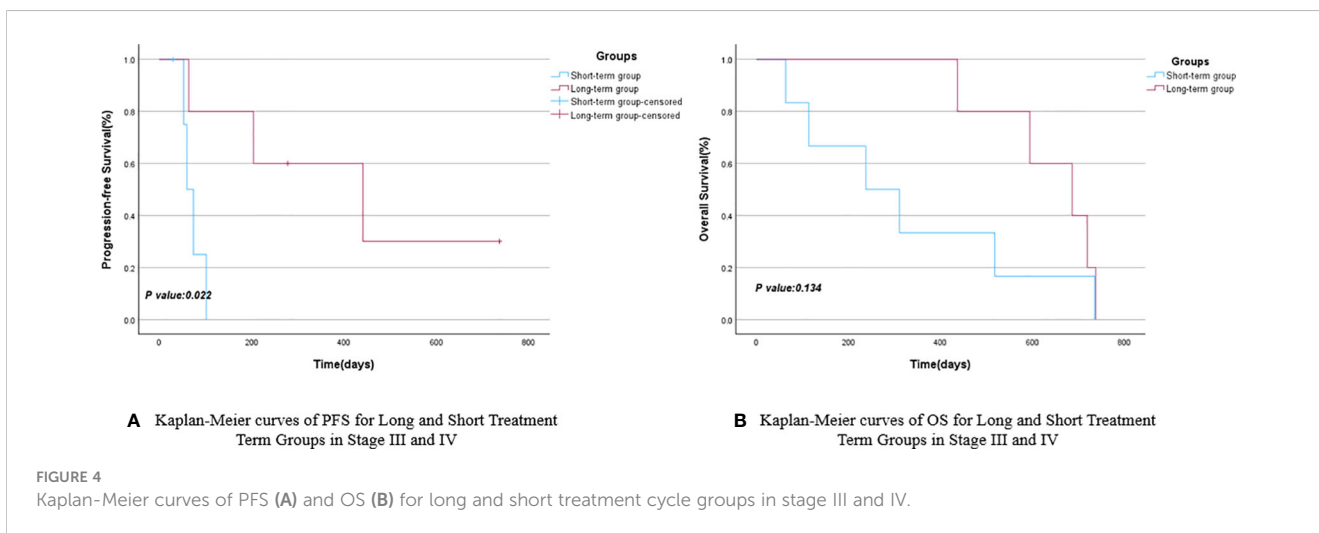 Groups
Short-term group
Long-term group
Short-term group-censored
Long-term group-censored
Progression-free Survival(%)
1.0
0.8
0.6
0.4
0.2
0.0
P value:0.022
0 200 400 600 800
Time(days)
A Kaplan-Meier curves of PFS for Long and Short Treatment
Term Groups in Stage III and IV
Groups
Short-term group
Long-term group
Overall Survival(%)
1.0
0.8
0.6
0.4
0.2
0.0
P value:0.134
0 200 400 600 800
Time(days)
B Kaplan-Meier curves of OS for Long and Short Treatment
Term Groups in Stage III and IV
FIGURE 4
Kaplan-Meier curves of PFS (A) and OS (B) for long and short treatment cycle groups in stage III and IV.